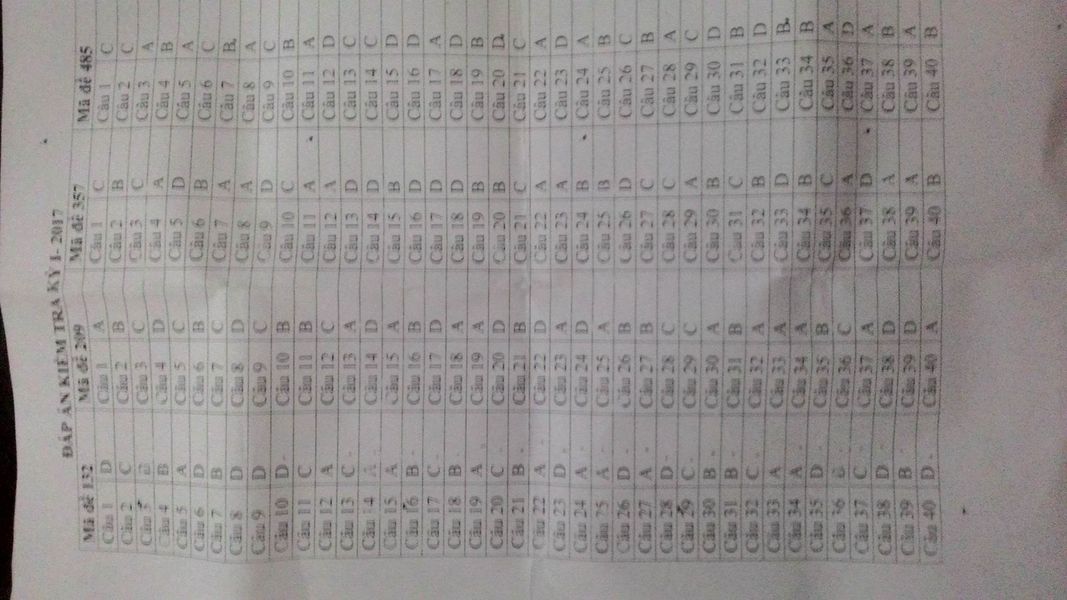 ĐÁP ÁN KIỂM TRA KỲ I- 2017
Mã đề 132 Mã đề 209 Mã đề 357 Mã đề 485
Câu 1 D Câu 1 A Câu 1 C Câu 1 C
Câu 2 C Câu 2 B Câu 2 B Câu 2 C
Câu 3 Câu 3 C Câu 3 C Câu 3 A
Câu 4 B Câu 4 D Câu 4 A Câu 4 B
Câu 5 A Câu 5 C Câu 5 D Câu 5 A
Câu 6 D Câu 6 B Câu 6 B Câu 6 C
Câu 7 B Câu 7 C Câu 7 A Câu 7 B
Câu 8 D Câu 8 D Câu 8 A Câu 8 A
Câu 9 D Câu 9 C Câu 9 D Câu 9 C
Câu 10 D Câu 10 B Câu 10 C Câu 10 B
Câu 11 C Câu 11 B Câu 11 A Câu 11 A
Câu 12 A Câu 12 C Câu 12 A Câu 12 D
Câu 13 C Câu 13 A Câu 13 D Câu 13 C
Câu 14 Câu 14 D Câu 14 D Câu 14 C
Câu 15 A Câu 15 A Câu 15 B Câu 15 D
Câu 16 B Câu 16 B Câu 16 D Câu 16 D
Câu 17 C Câu 17 D Câu 17 D Câu 17 A
Câu 18 B Câu 18 A Câu 18 D Câu 18 D
Câu 19 A Câu 19 A Câu 19 B Câu 19 B
Câu 20 C Câu 20 D Câu 20 B Câu 20 D
Câu 21 B Câu 21 B Câu 21 C Câu 21 C
Câu 22 A Câu 22 D Câu 22 A Câu 22 A
Câu 23 D Câu 23 A Câu 23 A Câu 23 D
Câu 24 A Câu 24 D Câu 24 B Câu 24 A
Câu 25 A Câu 25 A Câu 25 B Câu 25 B
Câu 26 D Câu 26 B Câu 26 D Câu 26 C
Câu 27 A Câu 27 B Câu 27 C Câu 27 B
Câu 28 D Câu 28 C Câu 28 C Câu 28 A
Câu 29 C Câu 29 C Câu 29 A Câu 29 C
Câu 30 B Câu 30 A Câu 30 B Câu 30 D
Câu 31 B Câu 31 B Câu 31 C Câu 31 B
Câu 32 C Câu 32 A Câu 32 B Câu 32 D
Câu 33 A Câu 33 A Câu 33 D Câu 33 B
Câu 34 A Câu 34 A Câu 34 B Câu 34 B
Câu 35 D Câu 35 B Câu 35 C Câu 35 A
Câu 36 Câu 36 C Câu 36 A Câu 36 D
Câu 37 C Câu 37 A Câu 37 D Câu 37 A
Câu 38 D Câu 38 D Câu 38 A Câu 38 B
Câu 39 B Câu 39 D Câu 39 A Câu 39 A
Câu 40 D Câu 40 A Câu 40 B Câu 40 B